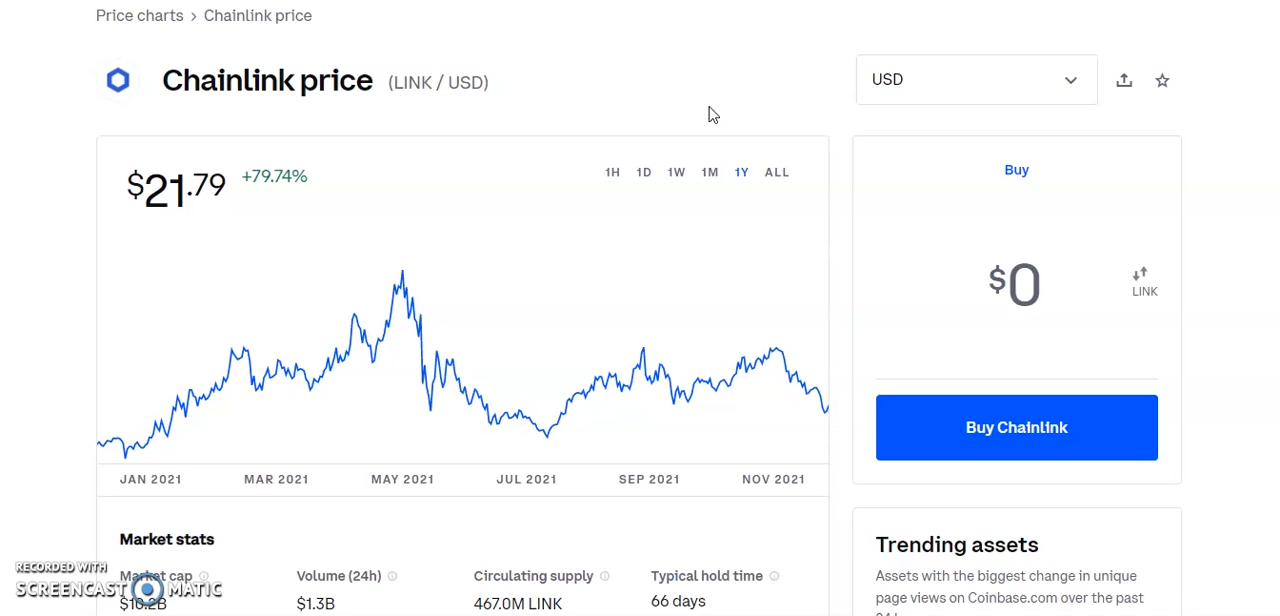 Price charts › Chainlink price
Chainlink price (LINK / USD)
USD
$21.79 +79.74%
1H 1D 1W 1M 1Y ALL
JAN 2021 MAR 2021 MAY 2021 JUL 2021 SEP 2021 NOV 2021
Market stats
Market cap Volume (24h) Circulating supply Typical hold time
$10.2B $1.3B 467.0M LINK 66 days
Buy
$0
LINK
Buy Chainlink
Trending assets
Assets with the biggest change in unique
page views on Coinbase.com over the past
RECORDED WITH
SCREENCAST MATIC